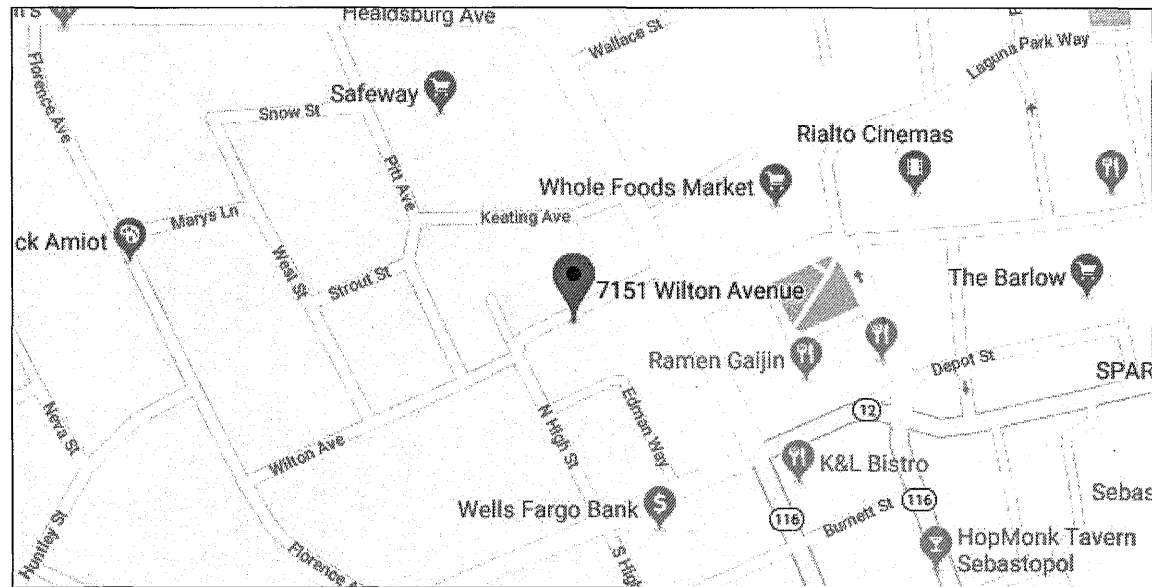 Healdsburg Ave
Wallace St
Laguna Park Way
Florence Ave
Safeway
Snow St
Rialto Cinemas
Pitt Ave
Whole Foods Market
Marys Ln
Keating Ave
ck Amiot
West St
Strout St
7151 Wilton Avenue
The Barlow
Ramen Gaijin
Depot St
SPAR
Edman Way
12
Neva St
N High St
Wilton Ave
K&L Bistro
Wells Fargo Bank
116
116
Burnett St
Sebas
Huntley St
Florence Ave
S High
HopMonk Tavern
Sebastopol